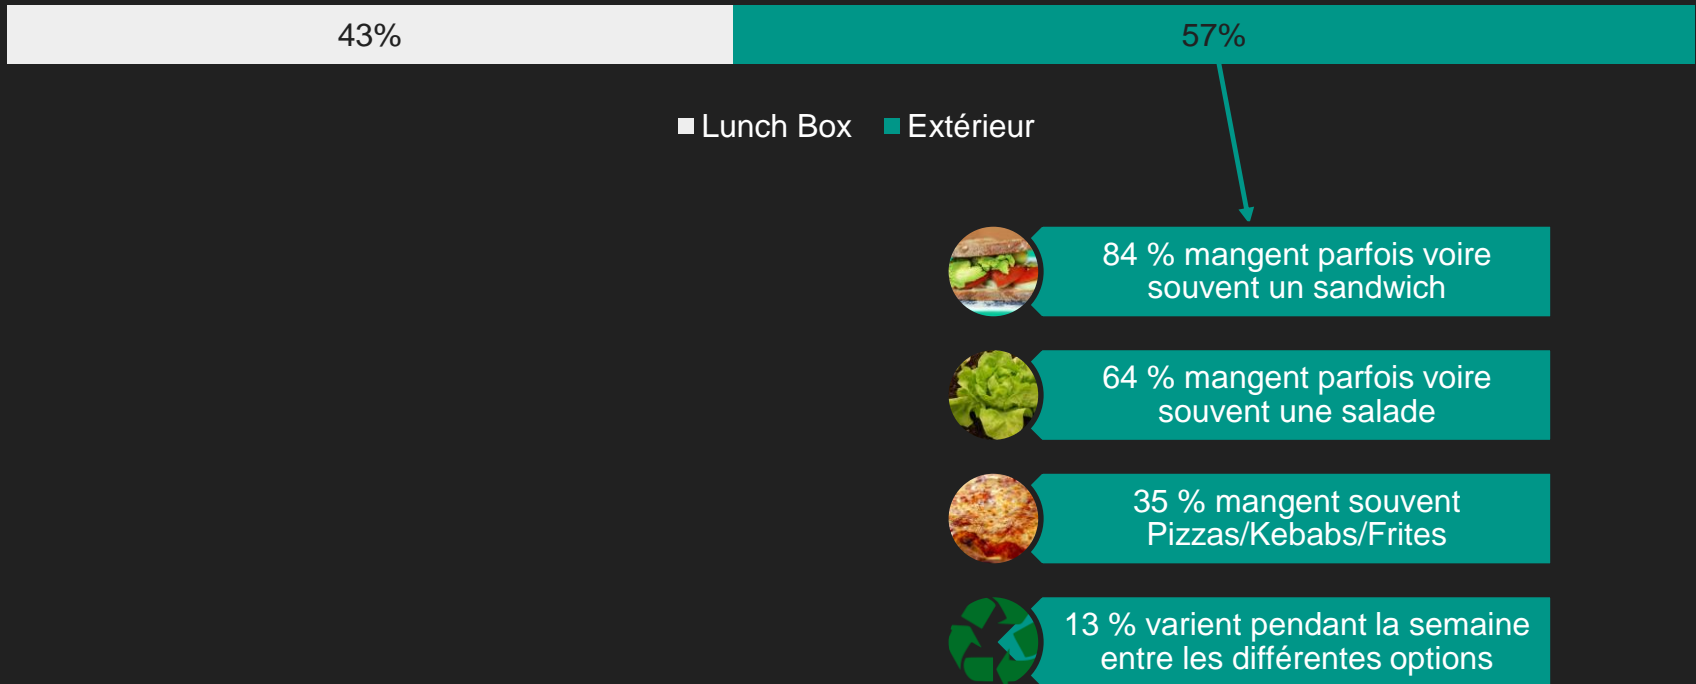 43%
57%
Lunch Box
Extérieur
84 % mangent parfois voire
souvent un sandwich
64 % mangent parfois voire
souvent une salade
35 % mangent souvent
Pizzas/Kebabs/Frites
13 % varient pendant la semaine
entre les différentes options